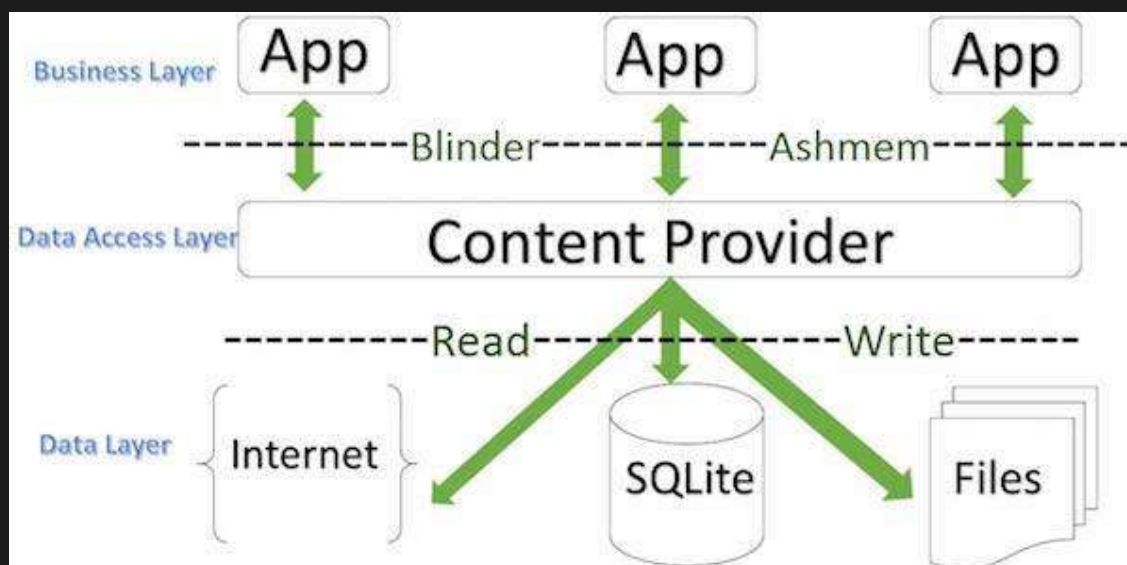 App App App
Business Layer
Blinder Ashmem
Data Access Layer
Content Provider
Read Write
Data Layer
Internet
SQLite
Files